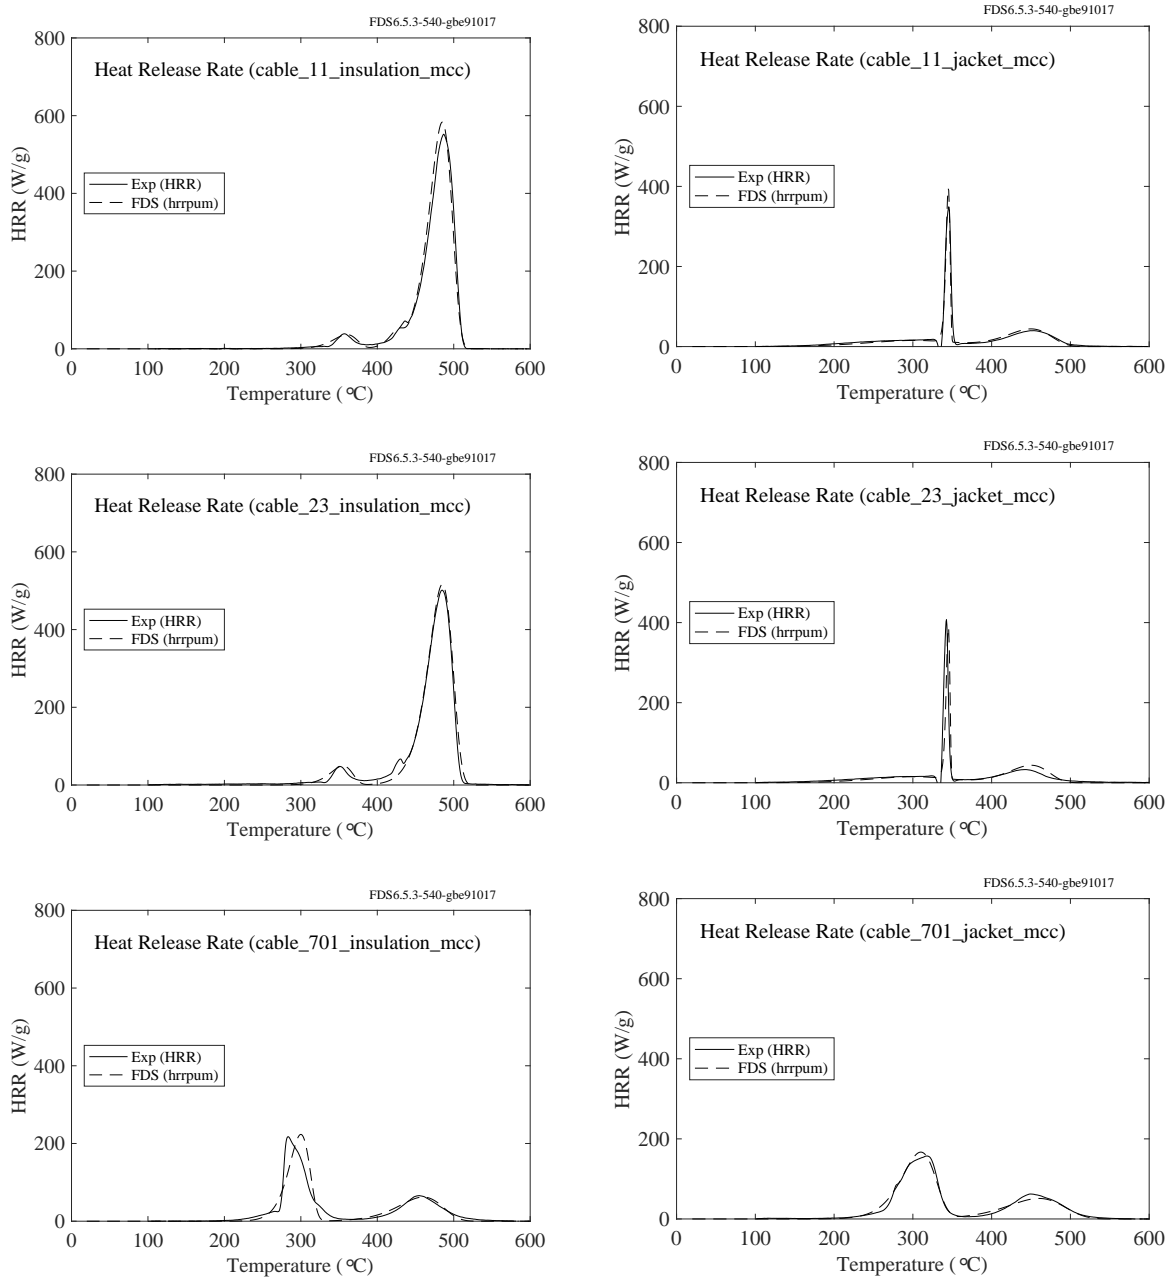 FDS6.5.3-540-gbe91017
800
Heat Release Rate (cable_11_insulation_mcc)
600
Exp (HRR)
FDS (hrrpum)
400
HRR (W/g)
200
0
0 100 200 300 400 500 600
Temperature (°C)
FDS6.5.3-540-gbe91017
800
Heat Release Rate (cable_11_jacket_mcc)
600
Exp (HRR)
FDS (hrrpum)
400
HRR (W/g)
200
0
0 100 200 300 400 500 600
Temperature (°C)
FDS6.5.3-540-gbe91017
800
Heat Release Rate (cable_23_insulation_mcc)
600
Exp (HRR)
FDS (hrrpum)
400
HRR (W/g)
200
0
0 100 200 300 400 500 600
Temperature (°C)
FDS6.5.3-540-gbe91017
800
Heat Release Rate (cable_23_jacket_mcc)
600
Exp (HRR)
FDS (hrrpum)
400
HRR (W/g)
200
0
0 100 200 300 400 500 600
Temperature (°C)
FDS6.5.3-540-gbe91017
800
Heat Release Rate (cable_701_insulation_mcc)
600
Exp (HRR)
FDS (hrrpum)
400
HRR (W/g)
200
0
0 100 200 300 400 500 600
Temperature (°C)
FDS6.5.3-540-gbe91017
800
Heat Release Rate (cable_701_jacket_mcc)
600
Exp (HRR)
FDS (hrrpum)
400
HRR (W/g)
200
0
0 100 200 300 400 500 600
Temperature (°C)